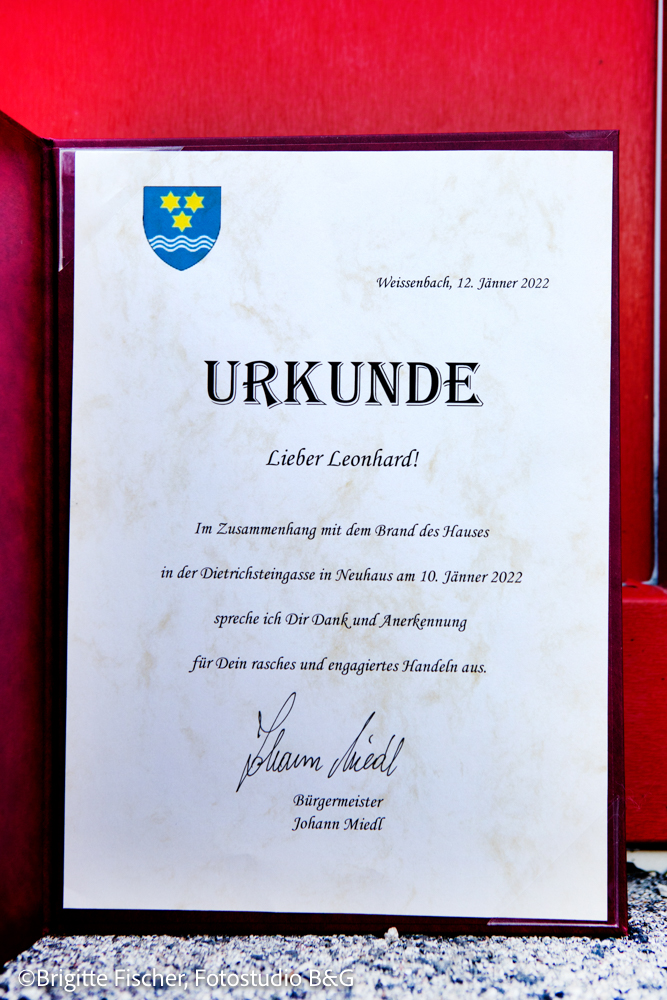 Weissenbach, 12. Jänner 2022
URKUNDE
Lieber Leonhard!
Im Zusammenhang mit dem Brand des Hauses
in der Dietrichsteingasse in Neuhaus am 10. Jänner 2022
spreche ich Dir Dank und Anerkennung
für Dein rasches und engagiertes Handeln aus.
Johann Miedl
Bürgermeister
Johann Miedl
©Brigitte Fischer, Fotostudio B&G